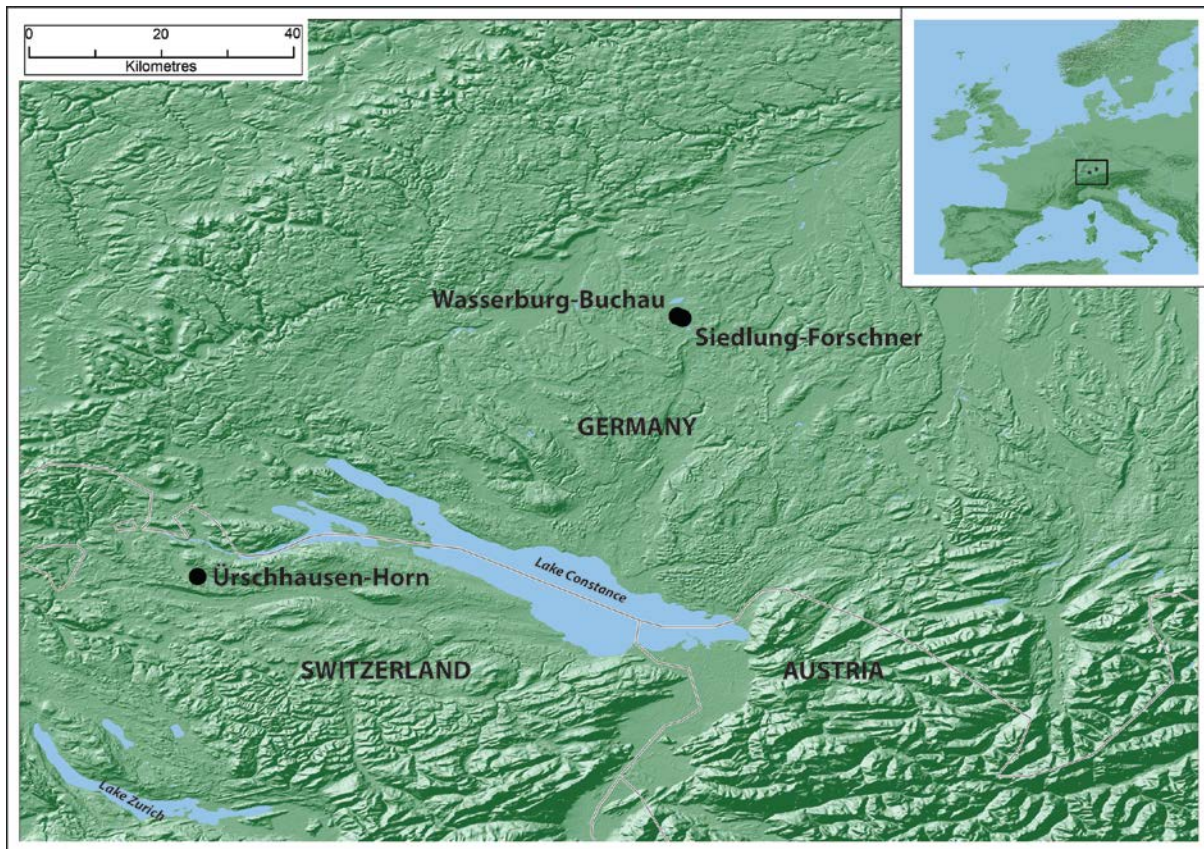 0 20 40
Kilometres
Wasserburg-Buchau
Siedlung-Forschner
GERMANY
Ürschhausen-Horn
Lake Constance
SWITZERLAND
AUSTRIA
Lake Zurich